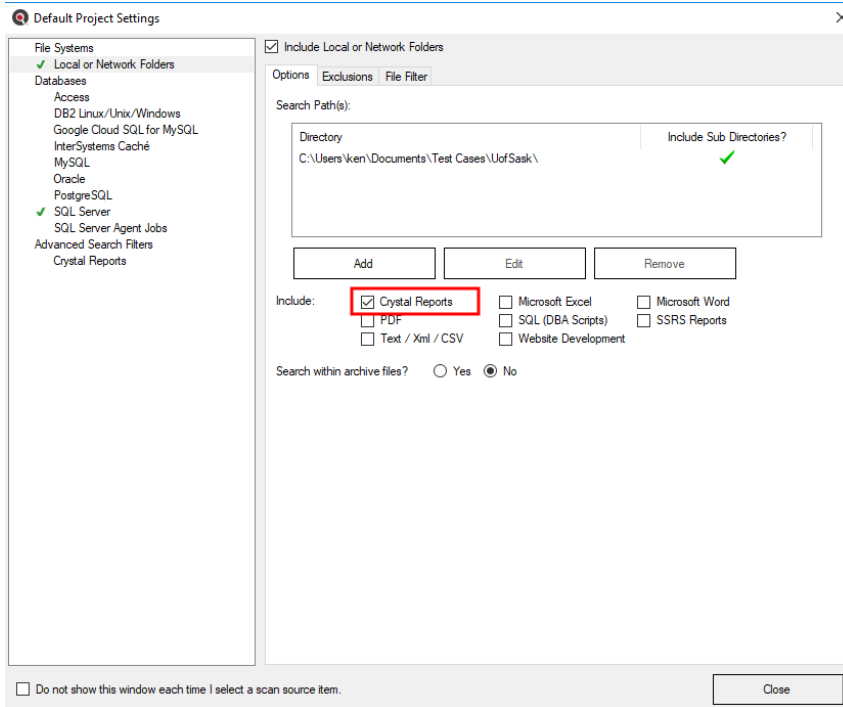 Default Project Settings
File Systems
Local or Network Folders
Databases
Access
DB2 Linux/Unix/Windows
Google Cloud SQL for MySQL
InterSystems Caché
MySQL
Oracle
PostgreSQL
SQL Server
SQL Server Agent Jobs
Advanced Search Filters
Crystal Reports
Include Local or Network Folders
Options Exclusions File Filter
Search Path(s):
Directory Include Sub Directories?
C:\Users\ken\Documents\Test Cases\UofSask\
Add Edit Remove
Include: Crystal Reports Microsoft Excel Microsoft Word
PDF SQL (DBA Scripts) SSRS Reports
Text / Xml / CSV Website Development
Search within archive files? Yes No
Do not show this window each time I select a scan source item.
Close